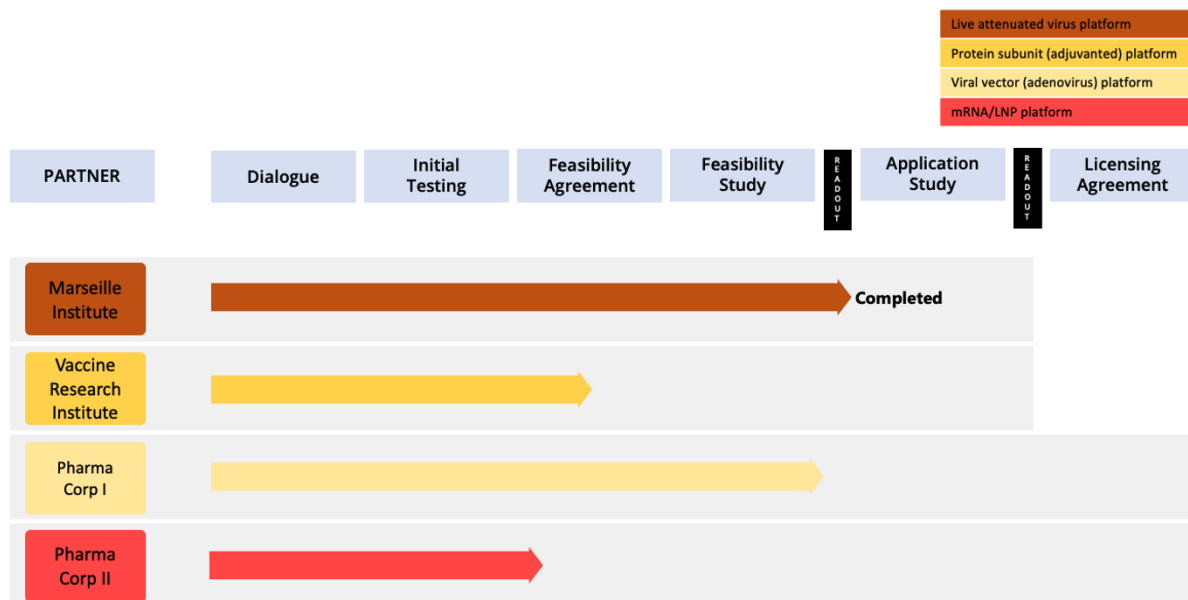 Live attenuated virus platform
Protein subunit (adjuvanted) platform
Viral vector (adenovirus) platform
mRNA/LNP platform
PARTNER
Dialogue
Initial
Testing
Feasibility
Agreement
Feasibility
Study
READOUT
Application
Study
READOUT
Licensing
Agreement
Marseille
Institute
Completed
Vaccine
Research
Institute
Pharma
Corp I
Pharma
Corp II